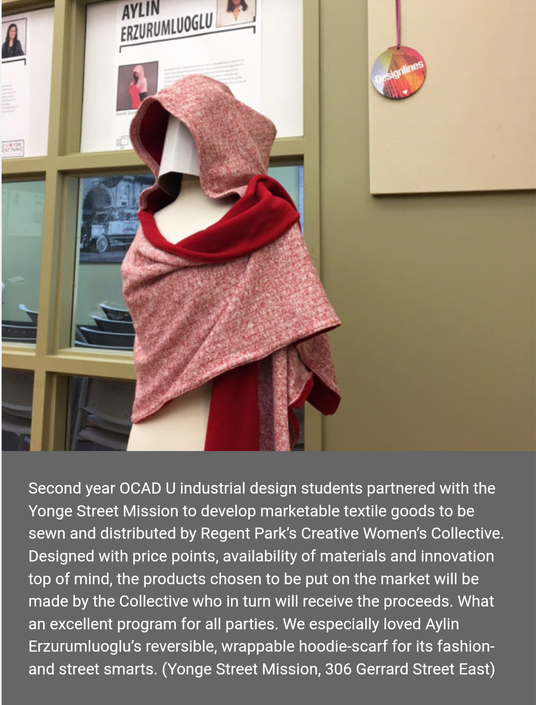 AYLIN
ERZURUMLUOGLU
Designlines
Second year OCAD U industrial design students partnered with the
Yonge Street Mission to develop marketable textile goods to be
sewn and distributed by Regent Park’s Creative Women’s Collective.
Designed with price points, availability of materials and innovation
top of mind, the products chosen to be put on the market will be
made by the Collective who in turn will receive the proceeds. What
an excellent program for all parties. We especially loved Aylin
Erzurumluoglu’s reversible, wrappable hoodie-scarf for its fashion-
and street smarts. (Yonge Street Mission, 306 Gerrard Street East)